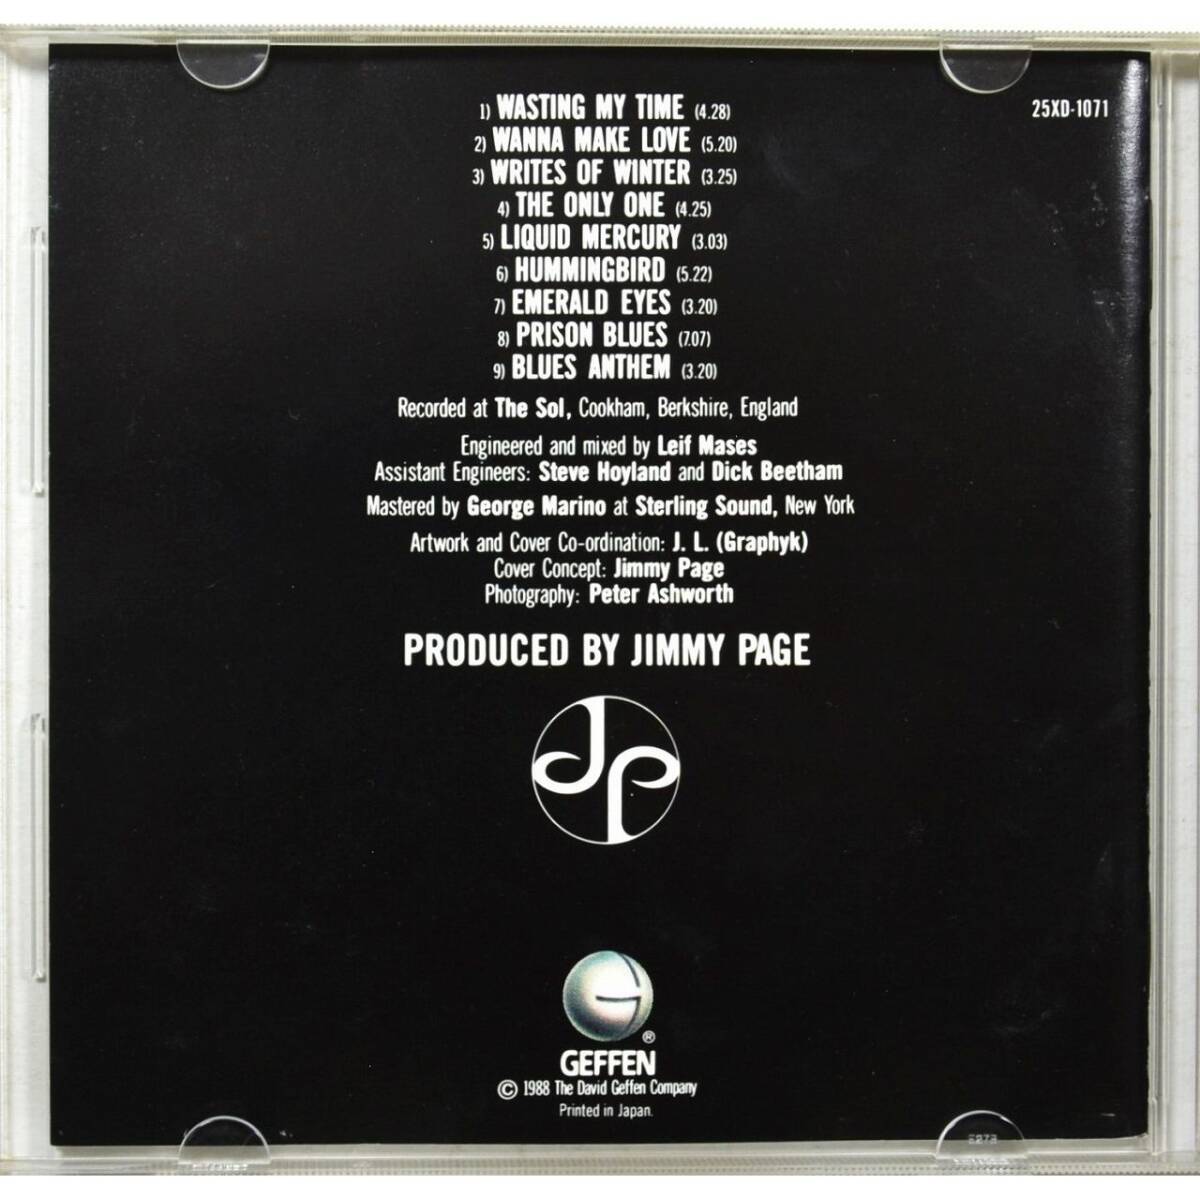 1) WASTING MY TIME (4.28)
25XD-1071
2) WANNA MAKE LOVE (5.20)
3) WRITES OF WINTER (3.25)
4) THE ONLY ONE (4.25)
5) LIQUID MERCURY (3.03)
6) HUMMINGBIRD (5.22)
7) EMERALD EYES (3.20)
8) PRISON BLUES (7.07)
9) BLUES ANTHEM (3.20)
Recorded at The Sol, Cookham, Berkshire, England
Engineered and mixed by Leif Mases
Assistant Engineers: Steve Hoyland and Dick Beetham
Mastered by George Marino at Sterling Sound, New York
Artwork and Cover Co-ordination: J. L. (Graphyk)
Cover Concept: Jimmy Page
Photography: Peter Ashworth
PRODUCED BY JIMMY PAGE
JP
G
®
GEFFEN
© 1988 The David Geffen Company
Printed in Japan.